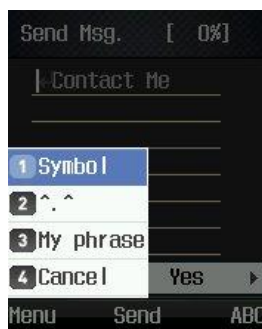 Send Msg. [ 0%]
Contact Me
1 Symbol
2 ^.^
3 My phrase
4 Cancel
Yes
Menu Send ABC